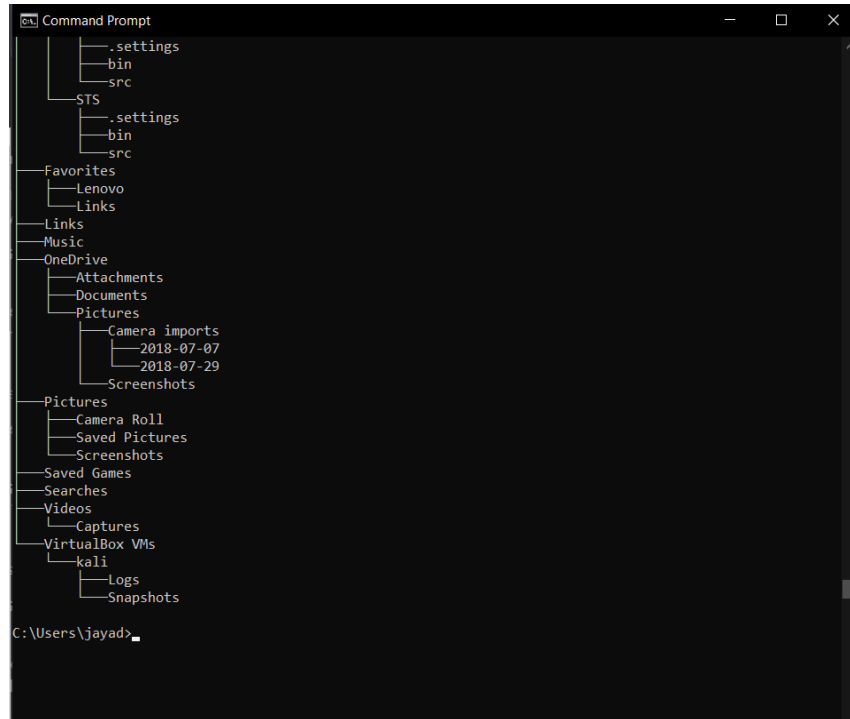 Command Prompt
.settings
bin
src
STS
.settings
bin
src
Favorites
Lenovo
Links
Links
Music
OneDrive
Attachments
Documents
Pictures
Camera imports
2018-07-07
2018-07-29
Screenshots
Pictures
Camera Roll
Saved Pictures
Screenshots
Saved Games
Searches
Videos
Captures
VirtualBox VMs
kali
Logs
Snapshots
C:\Users\jayad>